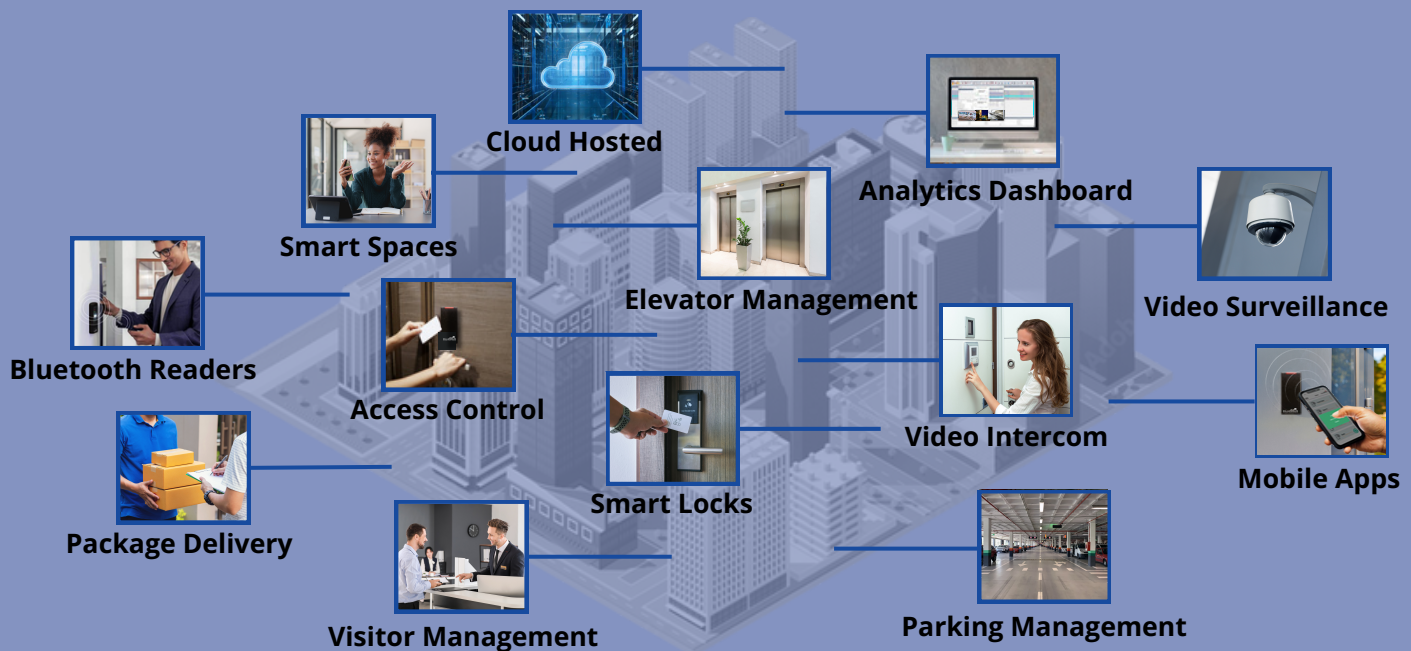 Cloud Hosted
Analytics Dashboard
Smart Spaces
Elevator Management
Video Surveillance
Bluetooth Readers
Access Control
Video Intercom
Mobile Apps
Smart Locks
Package Delivery
Visitor Management
Parking Management